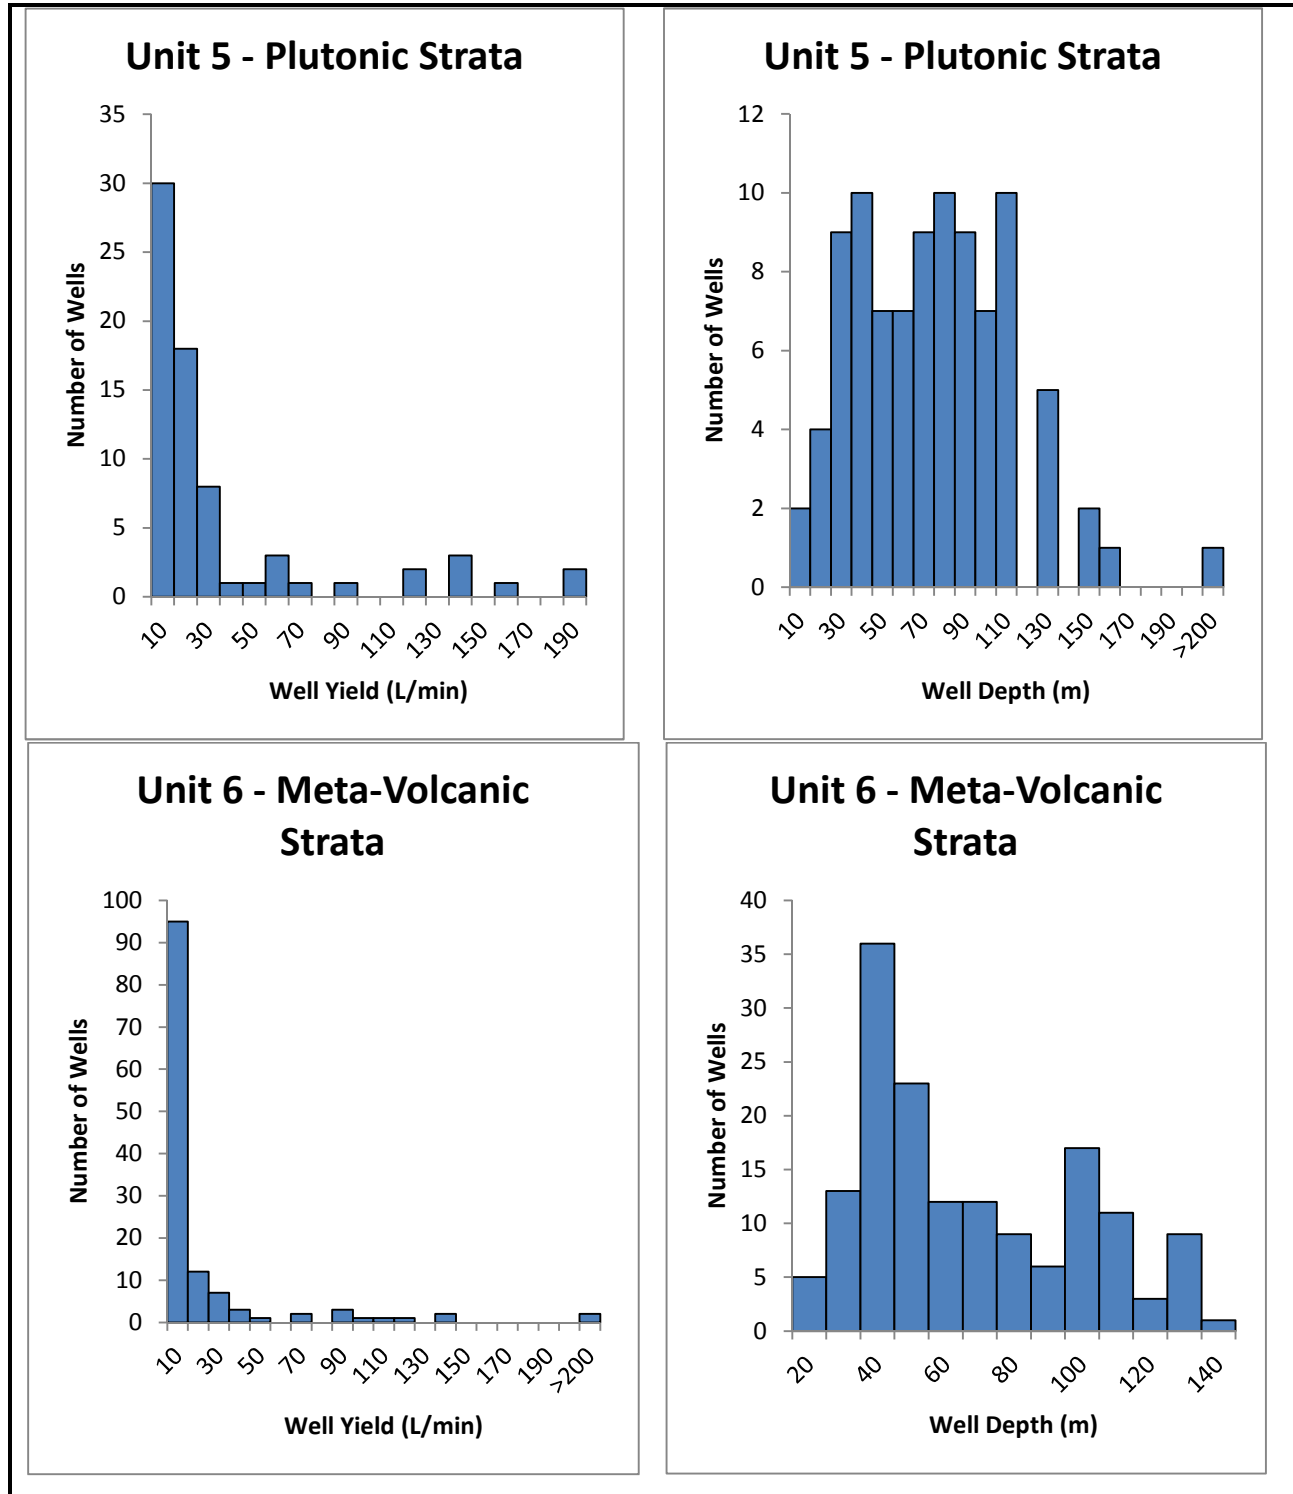 Unit 5 - Plutonic Strata
35
30
25
20
15
10
5
0
Number of Wells
10 30 50 70 90 110 130 150 170 190
Well Yield (L/min)
Unit 5 - Plutonic Strata
12
10
8
6
4
2
0
Number of Wells
10 30 50 70 90 110 130 150 170 190 >200
Well Depth (m)
Unit 6 - Meta-Volcanic
Strata
100
90
80
70
60
50
40
30
20
10
0
Number of Wells
10 30 50 70 90 110 130 150 170 190 >200
Well Yield (L/min)
Unit 6 - Meta-Volcanic
Strata
40
35
30
25
20
15
10
5
0
Number of Wells
20 40 60 80 100 120 140
Well Depth (m)